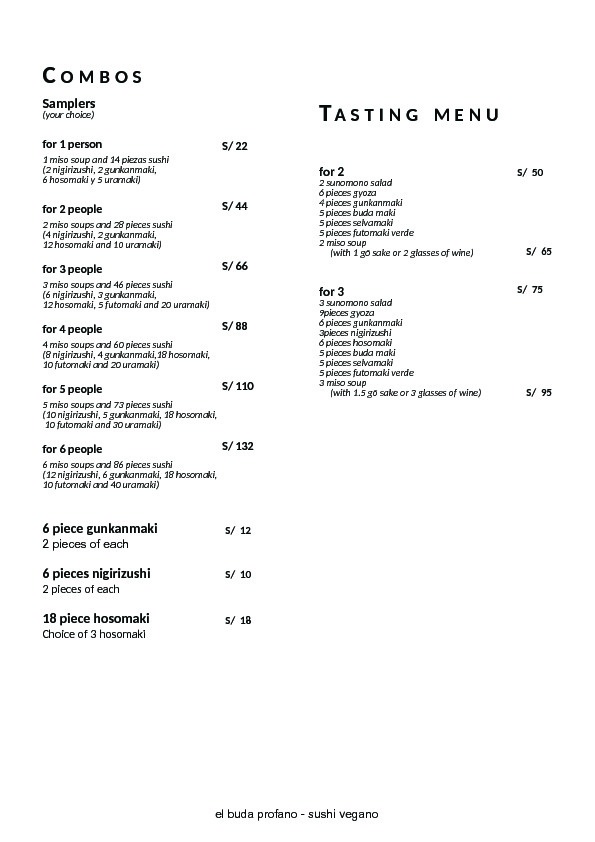 COMBOS
Samplers
(your choice)
for 1 person S/ 22
1 miso soup and 14 piezas sushi
(2 nigirizushi, 2 gunkanmaki,
6 hosomaki y 5 uramaki)
for 2 people S/ 44
2 miso soups and 28 pieces sushi
(4 nigirizushi, 2 gunkanmaki,
12 hosomaki and 10 uramaki)
for 3 people S/ 66
3 miso soups and 46 pieces sushi
(6 nigirizushi, 3 gunkanmaki,
12 hosomaki, 5 futomaki and 20 uramaki)
for 4 people S/ 88
4 miso soups and 60 pieces sushi
(8 nigirizushi, 4 gunkanmaki,18 hosomaki,
10 futomaki and 20 uramaki)
for 5 people S/ 110
5 miso soups and 73 pieces sushi
(10 nigirizushi, 5 gunkanmaki, 18 hosomaki,
10 futomaki and 30 uramaki)
for 6 people S/ 132
6 miso soups and 86 pieces sushi
(12 nigirizushi, 6 gunkanmaki, 18 hosomaki,
10 futomaki and 40 uramaki)
6 piece gunkanmaki S/ 12
2 pieces of each
6 pieces nigirizushi S/ 10
2 pieces of each
18 piece hosomaki S/ 18
Choice of 3 hosomaki
TASTING MENU
for 2 S/ 50
2 sunomono salad
6 pieces gyoza
4 pieces gunkanmaki
5 pieces buda maki
5 pieces selvamaki
5 pieces futomaki verde
2 miso soup
(with 1 gō sake or 2 glasses of wine) S/ 65
for 3 S/ 75
3 sunomono salad
9pieces gyoza
6 pieces gunkanmaki
3pieces nigirizushi
6 pieces hosomaki
5 pieces buda maki
5 pieces selvamaki
5 pieces futomaki verde
3 miso soup
(with 1.5 gō sake or 3 glasses of wine) S/ 95
el buda profano - sushi vegano